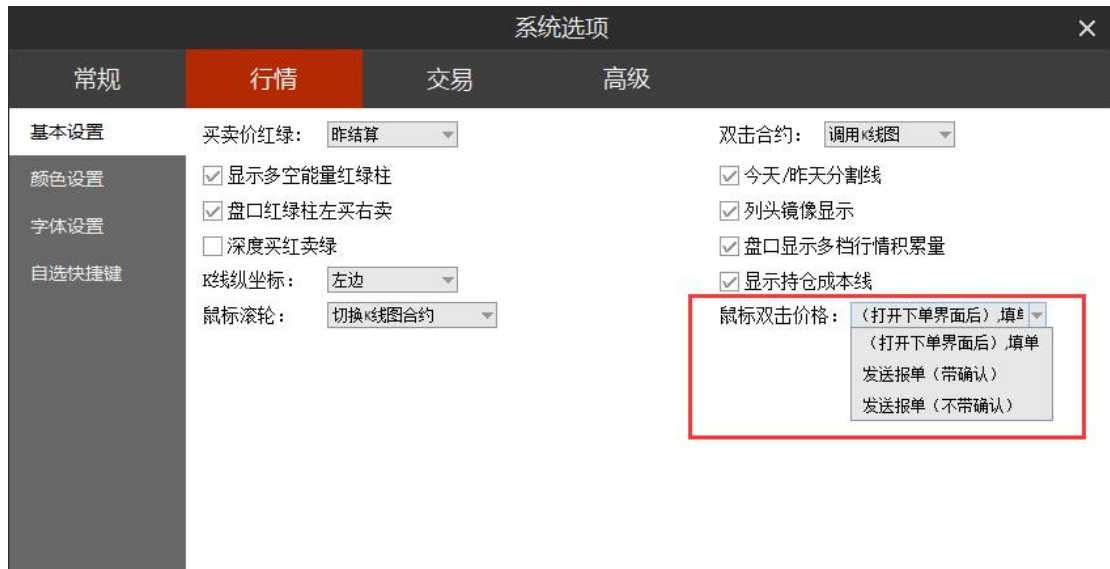 系统选项
常规 行情 交易 高级
基本设置
颜色设置
字体设置
自选快捷键
买卖价红绿： 昨结算
显示多空能量红绿柱
盘口红绿柱左买右卖
深度买红卖绿
K线纵坐标： 左边
鼠标滚轮： 切换K线图合约
双击合约： 调用K线图
今天/昨天分割线
列头镜像显示
盘口显示多档行情积累量
显示持仓成本线
鼠标双击价格： （打开下单界面后）,填单
（打开下单界面后）,填单
发送报单（带确认）
发送报单（不带确认）